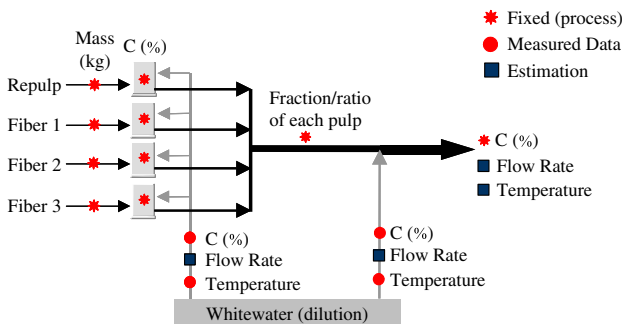 Fixed (process)
Measured Data
Estimation
Mass
(kg)
C (%)
Repulp
Fiber 1
Fiber 2
Fiber 3
Fraction/ratio
of each pulp
C (%)
Flow Rate
Temperature
C (%)
Flow Rate
Temperature
C (%)
Flow Rate
Temperature
Whitewater (dilution)